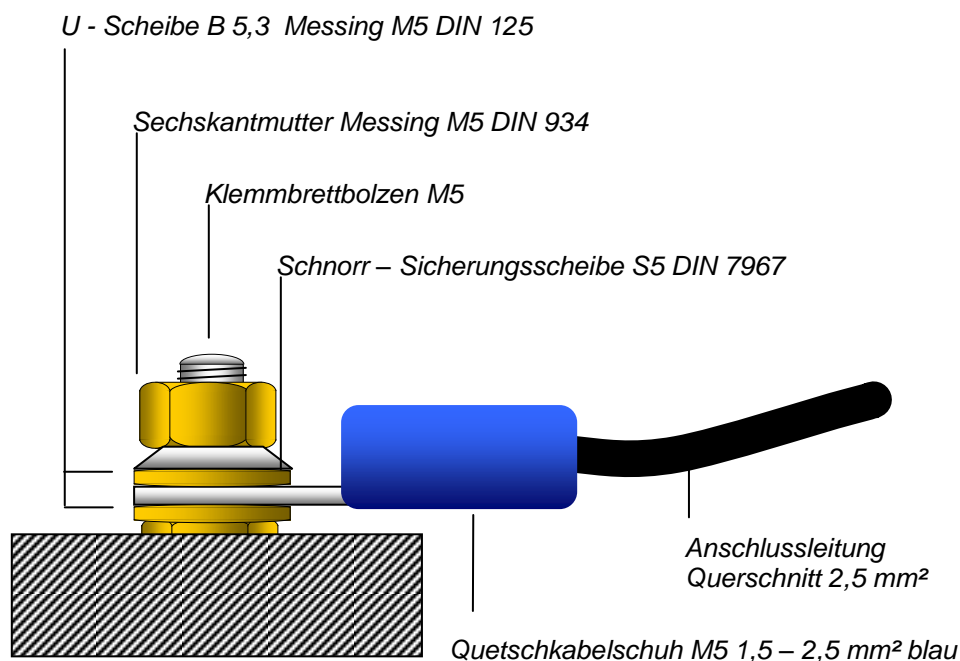 U - Scheibe B 5,3 Messing M5 DIN 125
Sechskantmutter Messing M5 DIN 934
Klemmbrettbolzen M5
Schnorr – Sicherungsscheibe S5 DIN 7967
Anschlussleitung
Querschnitt 2,5 mm²
Quetschkabelschuh M5 1,5 – 2,5 mm² blau